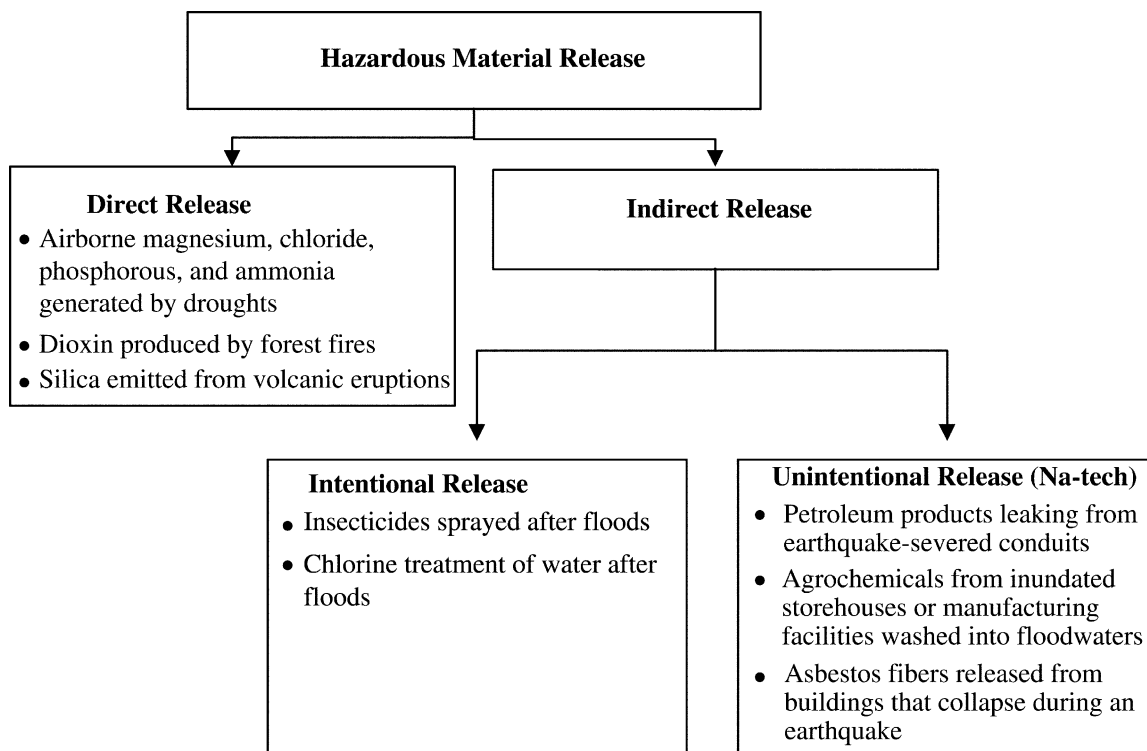 Hazardous Material Release
Direct Release
• Airborne magnesium, chloride,
phosphorous, and ammonia
generated by droughts
• Dioxin produced by forest fires
• Silica emitted from volcanic eruptions
Indirect Release
Intentional Release
• Insecticides sprayed after floods
• Chlorine treatment of water after
floods
Unintentional Release (Na-tech)
• Petroleum products leaking from
earthquake-severed conduits
• Agrochemicals from inundated
storehouses or manufacturing
facilities washed into floodwaters
• Asbestos fibers released from
buildings that collapse during an
earthquake